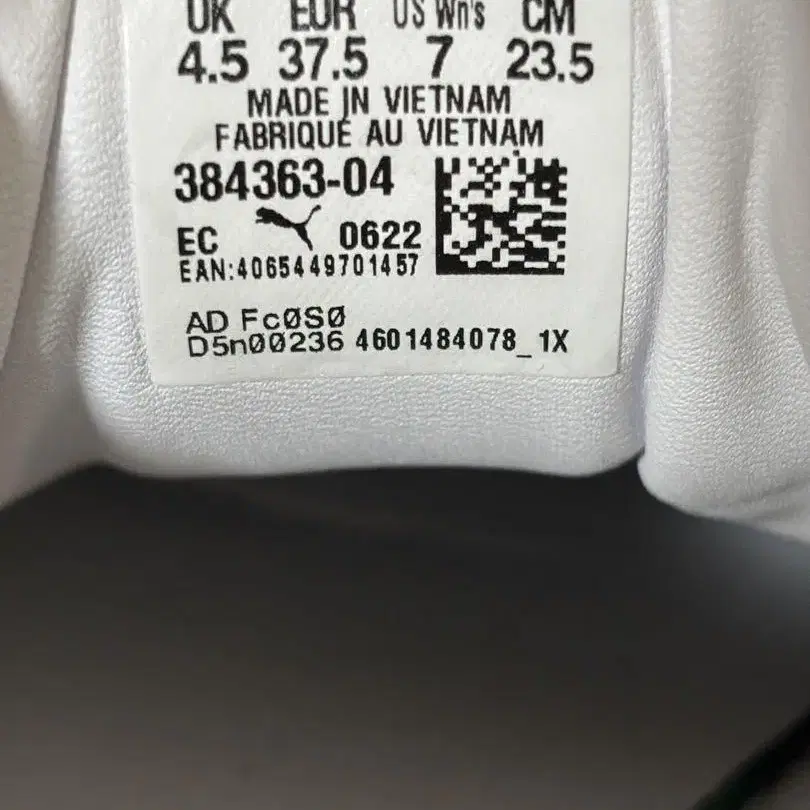 UK EUR US Wn's CM
4.5 37.5 7 23.5
MADE IN VIETNAM
FABRIQUÉ AU VIETNAM
384363-04
EC 0622
EAN:4065449701457
AD Fc0S0
D5n00236 4601484078_1X